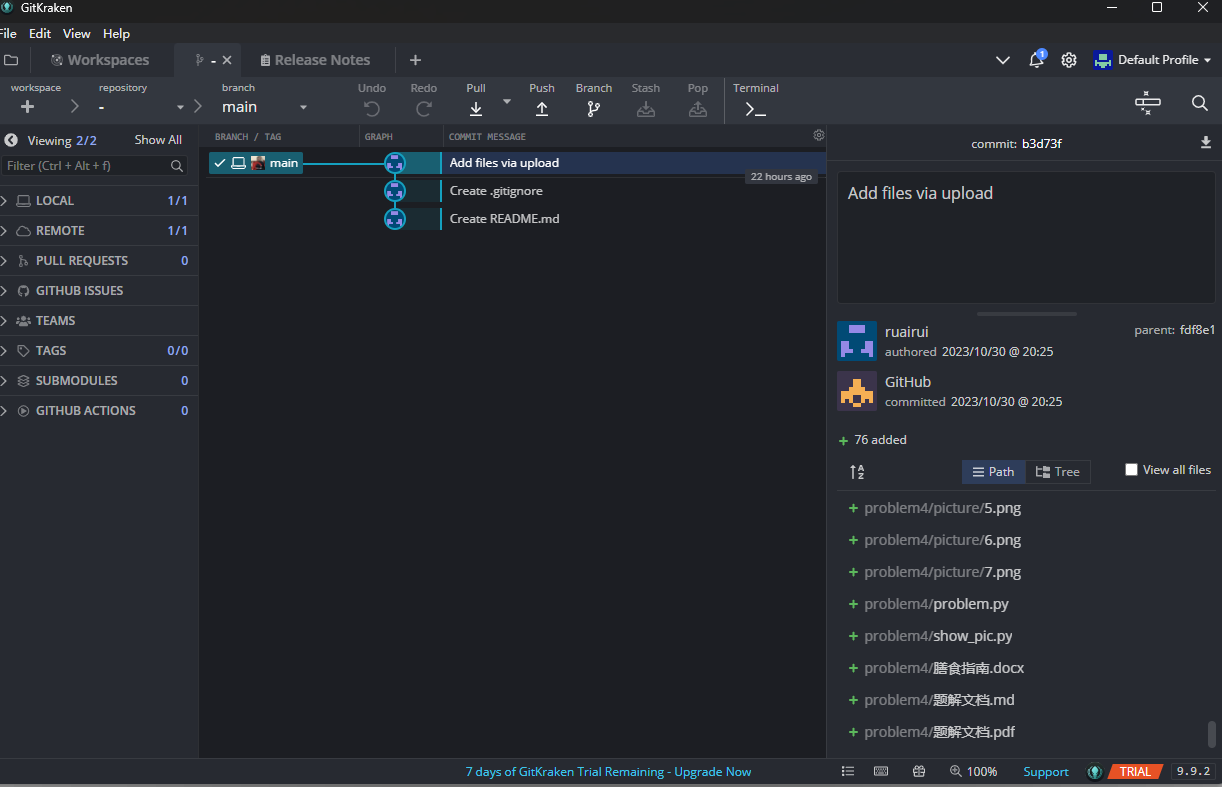 GitKraken
File Edit View Help
Workspaces
-
Release Notes
1
Default Profile
workspace
repository
-
branch
main
Undo
Redo
Pull
Push
Branch
Stash
Pop
Terminal
Viewing 2/2
Show All
Filter (Ctrl + Alt + f)
LOCAL 1/1
REMOTE 1/1
PULL REQUESTS 0
GITHUB ISSUES
TEAMS
TAGS 0/0
SUBMODULES 0
GITHUB ACTIONS 0
BRANCH / TAG
GRAPH
COMMIT MESSAGE
main
Add files via upload
22 hours ago
Create .gitignore
Create README.md
commit: b3d73f
Add files via upload
ruairui
authored 2023/10/30 @ 20:25
parent: fdf8e1
GitHub
committed 2023/10/30 @ 20:25
+ 76 added
Path
Tree
View all files
+ problem4/picture/5.png
+ problem4/picture/6.png
+ problem4/picture/7.png
+ problem4/problem.py
+ problem4/show_pic.py
+ problem4/膳食指南.docx
+ problem4/题解文档.md
+ problem4/题解文档.pdf
7 days of GitKraken Trial Remaining - Upgrade Now
100%
Support
TRIAL
9.9.2